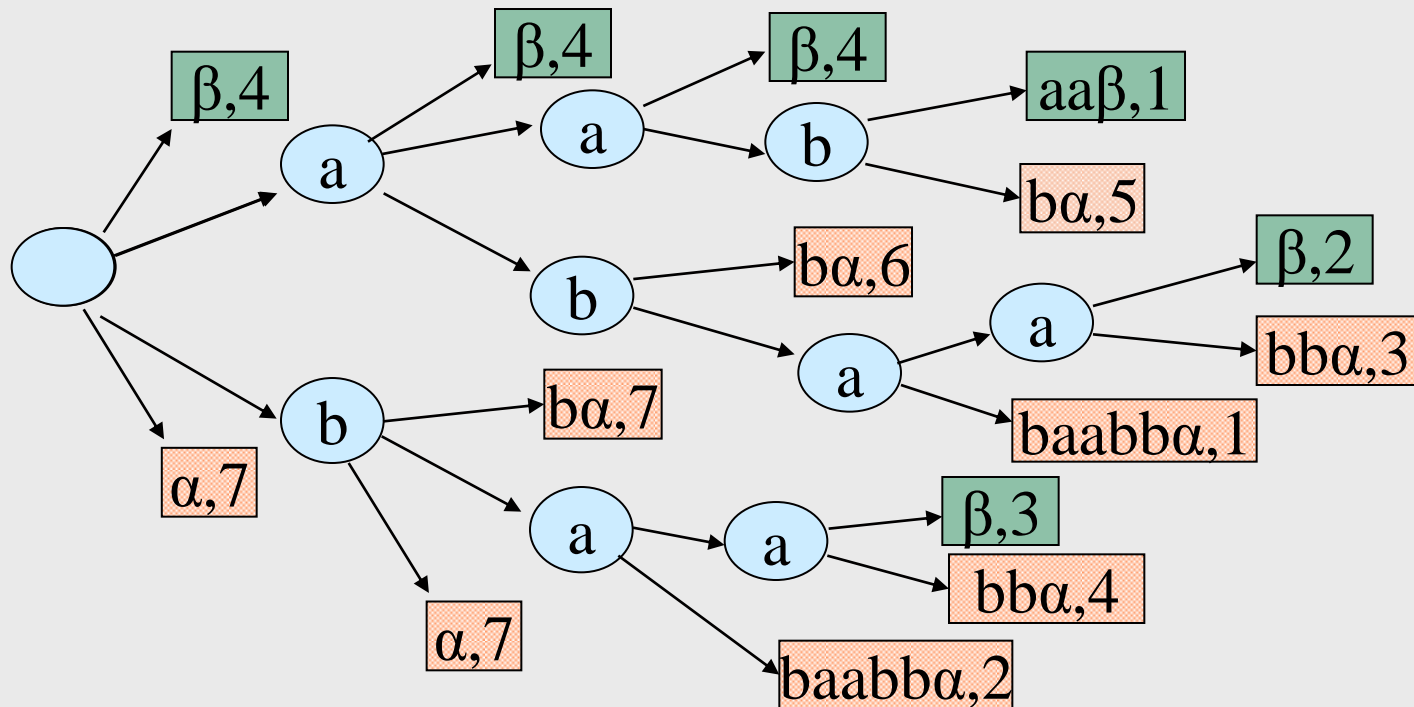 β,4
β,4
β,4
aaβ,1
a
a
b
bα,5
bα,6
β,2
b
a
bbα,3
a
bα,7
b
baabbα,1
α,7
β,3
a
a
bbα,4
α,7
baabbα,2